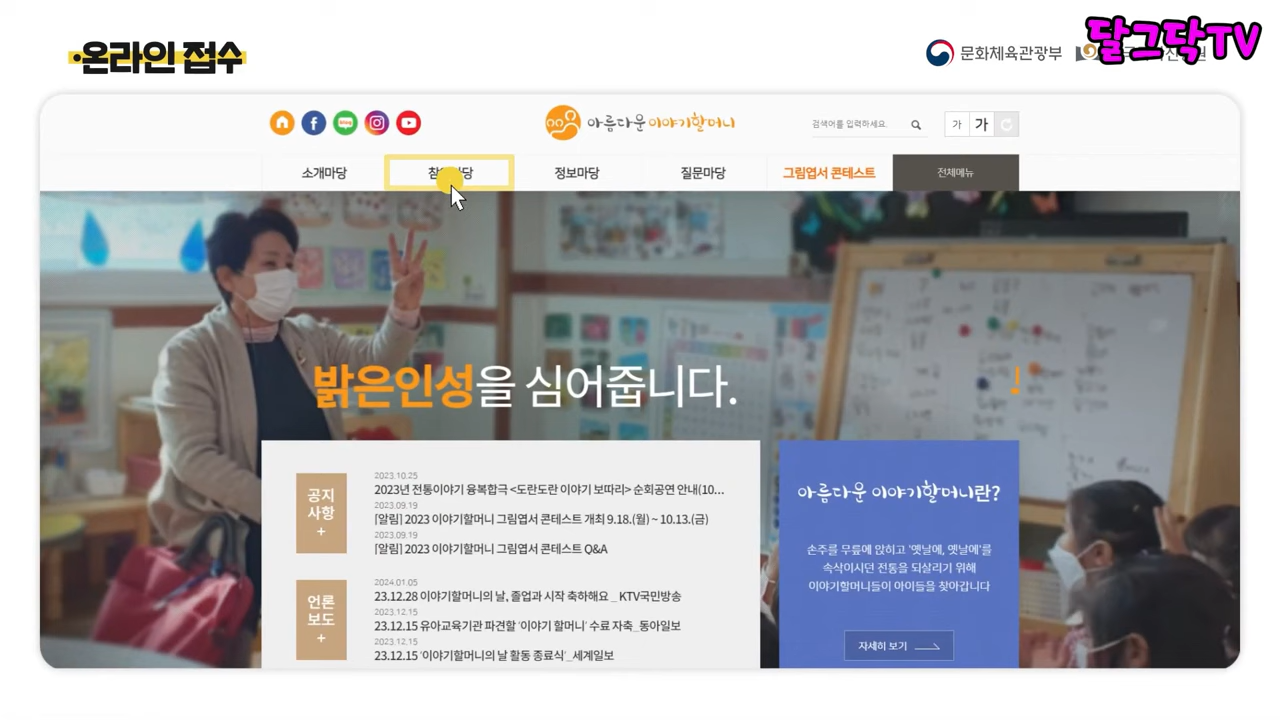 ·온라인 접수
문화체육관광부
달그닥TV
아름다운 이야기할머니
검색어를 입력하세요.
가 가
소개마당
정보마당
질문마당
그림엽서 콘테스트
전체메뉴
밝은인성을 심어줍니다.
!
공지
사항
+
2023.10.25
2023년 전통이야기 융복합극 <도란도란 이야기 보따리> 순회공연 안내(10...
2023.09.19
[알림] 2023 이야기할머니 그림엽서 콘테스트 개최 9.18.(월) ~ 10.13.(금)
2023.09.19
[알림] 2023 이야기할머니 그림엽서 콘테스트 Q&A
언론
보도
+
2024.01.05
23.12.28 이야기할머니의 날, 졸업과 시작 축하해요 _ KTV국민방송
2023.12.15
23.12.15 유아교육기관 파견할 '이야기 할머니' 수료 자축_동아일보
2023.12.15
23.12.15 '이야기할머니의 날 활동 종료식'_세계일보
아름다운 이야기할머니란?
손주를 무릎에 앉히고 '옛날에, 옛날에'를
속삭이시던 전통을 되살리기 위해
이야기할머니들이 아이들을 찾아갑니다
자세히 보기